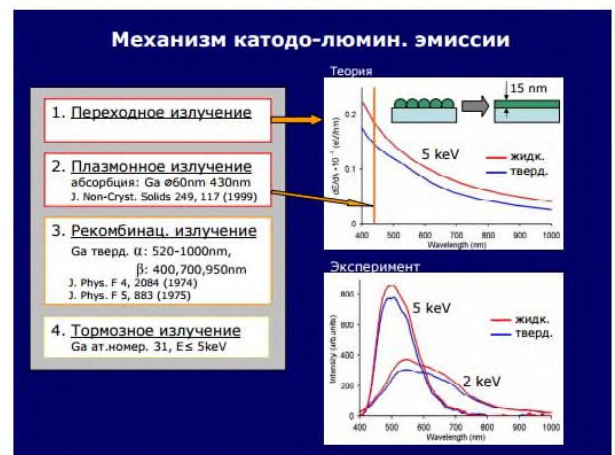 Механизм катодо-люмин. эмиссии
1. Переходное излучение
2. Плазмонное излучение
абсорбция: Ga ø60nm 430nm
J. Non-Cryst. Solids 249, 117 (1999)
3. Рекомбинац. излучение
Ga тверд. α: 520-1000nm,
β: 400,700,950nm
J. Phys. F 4, 2084 (1974)
J. Phys. F 5, 883 (1975)
4. Тормозное излучение
Ga ат.номер. 31, E≤ 5keV
Теория
15 nm
0.2
0.1
0
5 keV
жидк.
тверд.
400 500 600 700 800 900 1000
Wavelength (nm)
Эксперимент
Intensity (arb.units)
800
600
400
200
0
5 keV
2 keV
жидк.
тверд.
400 500 600 700 800 900 1000
Wavelength (nm)